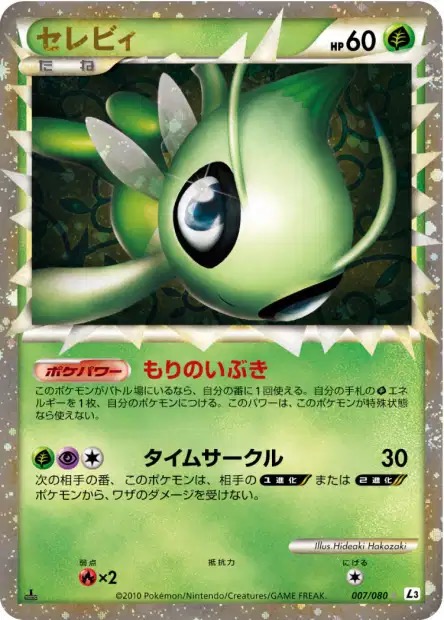 セレビィ
HP60
たね
ポケパワー もりのいぶき
このポケモンがバトル場にいるなら、自分の番に1回使える。自分の手札のエネ
ルギーを1枚、自分のポケモンにつける。このパワーは、このポケモンが特殊状態
なら使えない。
タイムサークル 30
次の相手の番、このポケモンは、相手の1進化または2進化
ポケモンから、ワザのダメージを受けない。
Illus. Hideaki Hakozaki
弱点 抵抗力 にげる
×2
©2010 Pokémon/Nintendo/Creatures/GAME FREAK. 007/080 L3